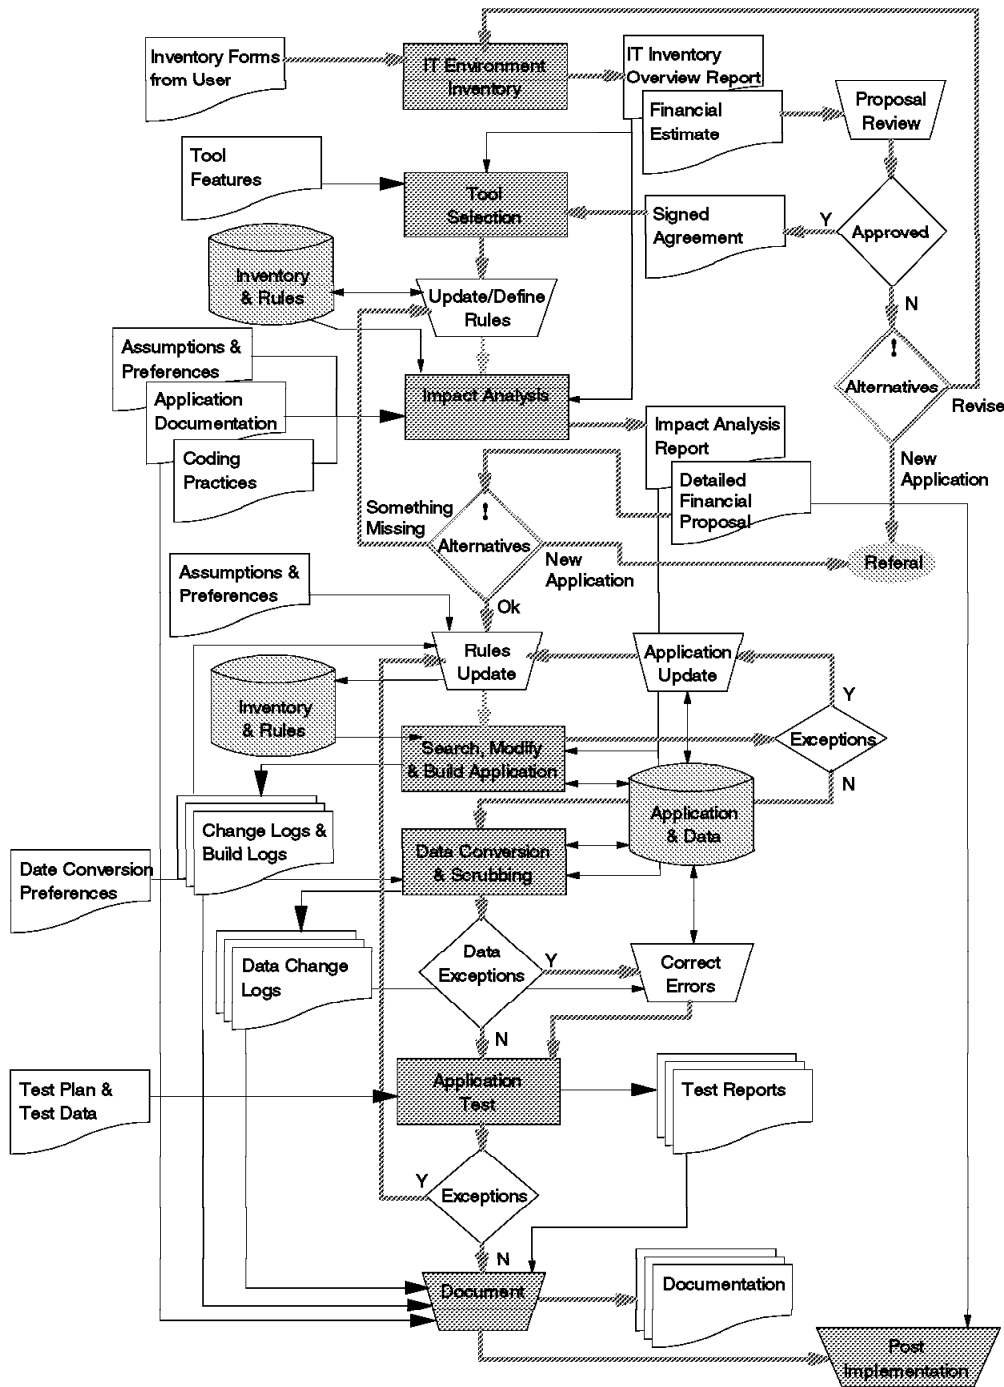 Inventory Forms
from User
IT Environment
Inventory
IT Inventory
Overview Report
Financial
Estimate
Proposal
Review
Tool
Features
Tool
Selection
Signed
Agreement
Y
Approved
N
Inventory
& Rules
Update/Define
Rules
!
Alternatives
Revise
New
Application
Assumptions &
Preferences
Application
Documentation
Coding
Practices
Impact Analysis
Impact Analysis
Report
Detailed
Financial
Proposal
Something
Missing
!
Alternatives
New
Application
Ok
Referal
Assumptions &
Preferences
Rules
Update
Application
Update
Y
Exceptions
N
Inventory
& Rules
Search, Modify
& Build Application
Application
& Data
Change Logs &
Build Logs
Data Conversion
& Scrubbing
Date Conversion
Preferences
Data Change
Logs
Data
Exceptions
Y
N
Correct
Errors
Test Plan &
Test Data
Application
Test
Test Reports
Y
Exceptions
N
Document
Documentation
Post
Implementation